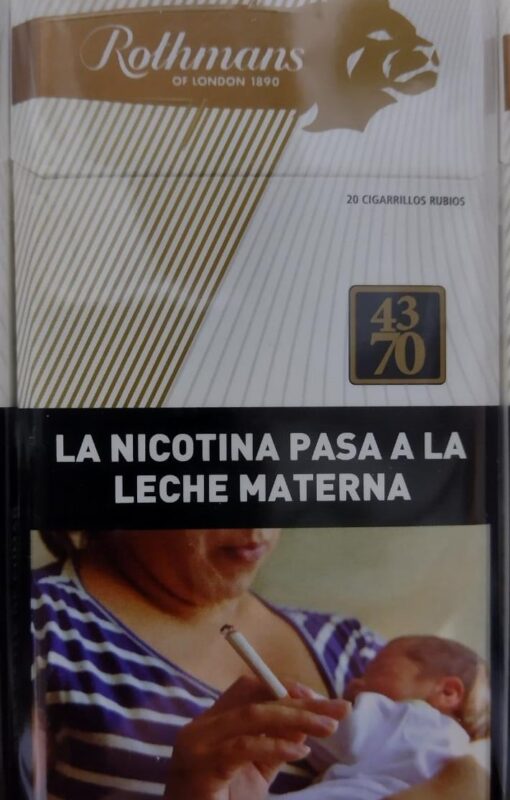 Rothmans
OF LONDON 1890
20 CIGARRILLOS RUBIOS
43
70
LA NICOTINA PASA A LA
LECHE MATERNA